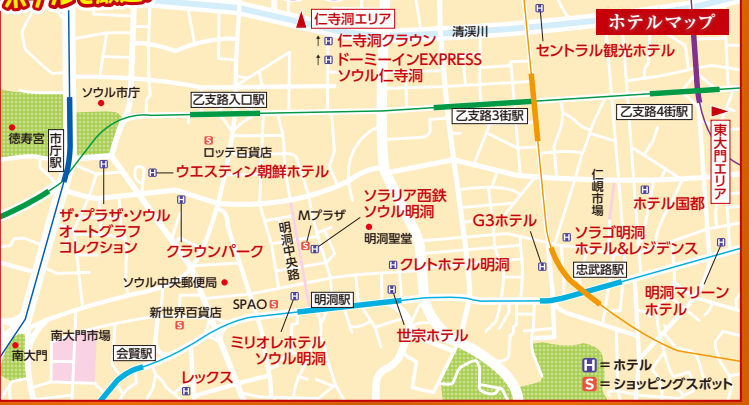 ホテルマップ
仁寺洞エリア
↑H 仁寺洞クラウン
↑H ドーミーインEXPRESS
ソウル仁寺洞
清渓川
H
セントラル観光ホテル
ソウル市庁
乙支路入口駅
乙支路3街駅
乙支路4街駅
東大門エリア
徳寿宮
市庁駅
S
ロッテ百貨店
H ウエスティン朝鮮ホテル
H
ザ・プラザ・ソウル
オートグラフ
コレクション
H
クラウンパーク
明洞中央路
Mプラザ
S H
ソラリア西鉄
ソウル明洞
明洞聖堂
H クレトホテル明洞
G3ホテル
H
仁峴市場
H
ホテル国都
H ソラゴ明洞
ホテル&レジデンス
忠武路駅
H
明洞マリーン
ホテル
ソウル中央郵便局
新世界百貨店
S
SPAO S
H
ミリオレホテル
ソウル明洞
明洞駅
H
世宗ホテル
南大門市場
南大門
会賢駅
レックス
H
H = ホテル
S = ショッピングスポット